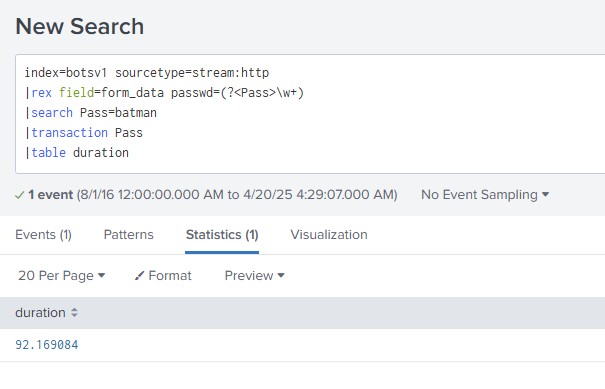 New Search
index=botsv1 sourcetype=stream:http
|rex field=form_data passwd=(?<Pass>\w+)
|search Pass=batman
|transaction Pass
|table duration
✓ 1 event (8/1/16 12:00:00.000 AM to 4/20/25 4:29:07.000 AM) No Event Sampling ▾
Events (1) Patterns Statistics (1) Visualization
20 Per Page ▾ Format Preview ▾
duration
92.169084